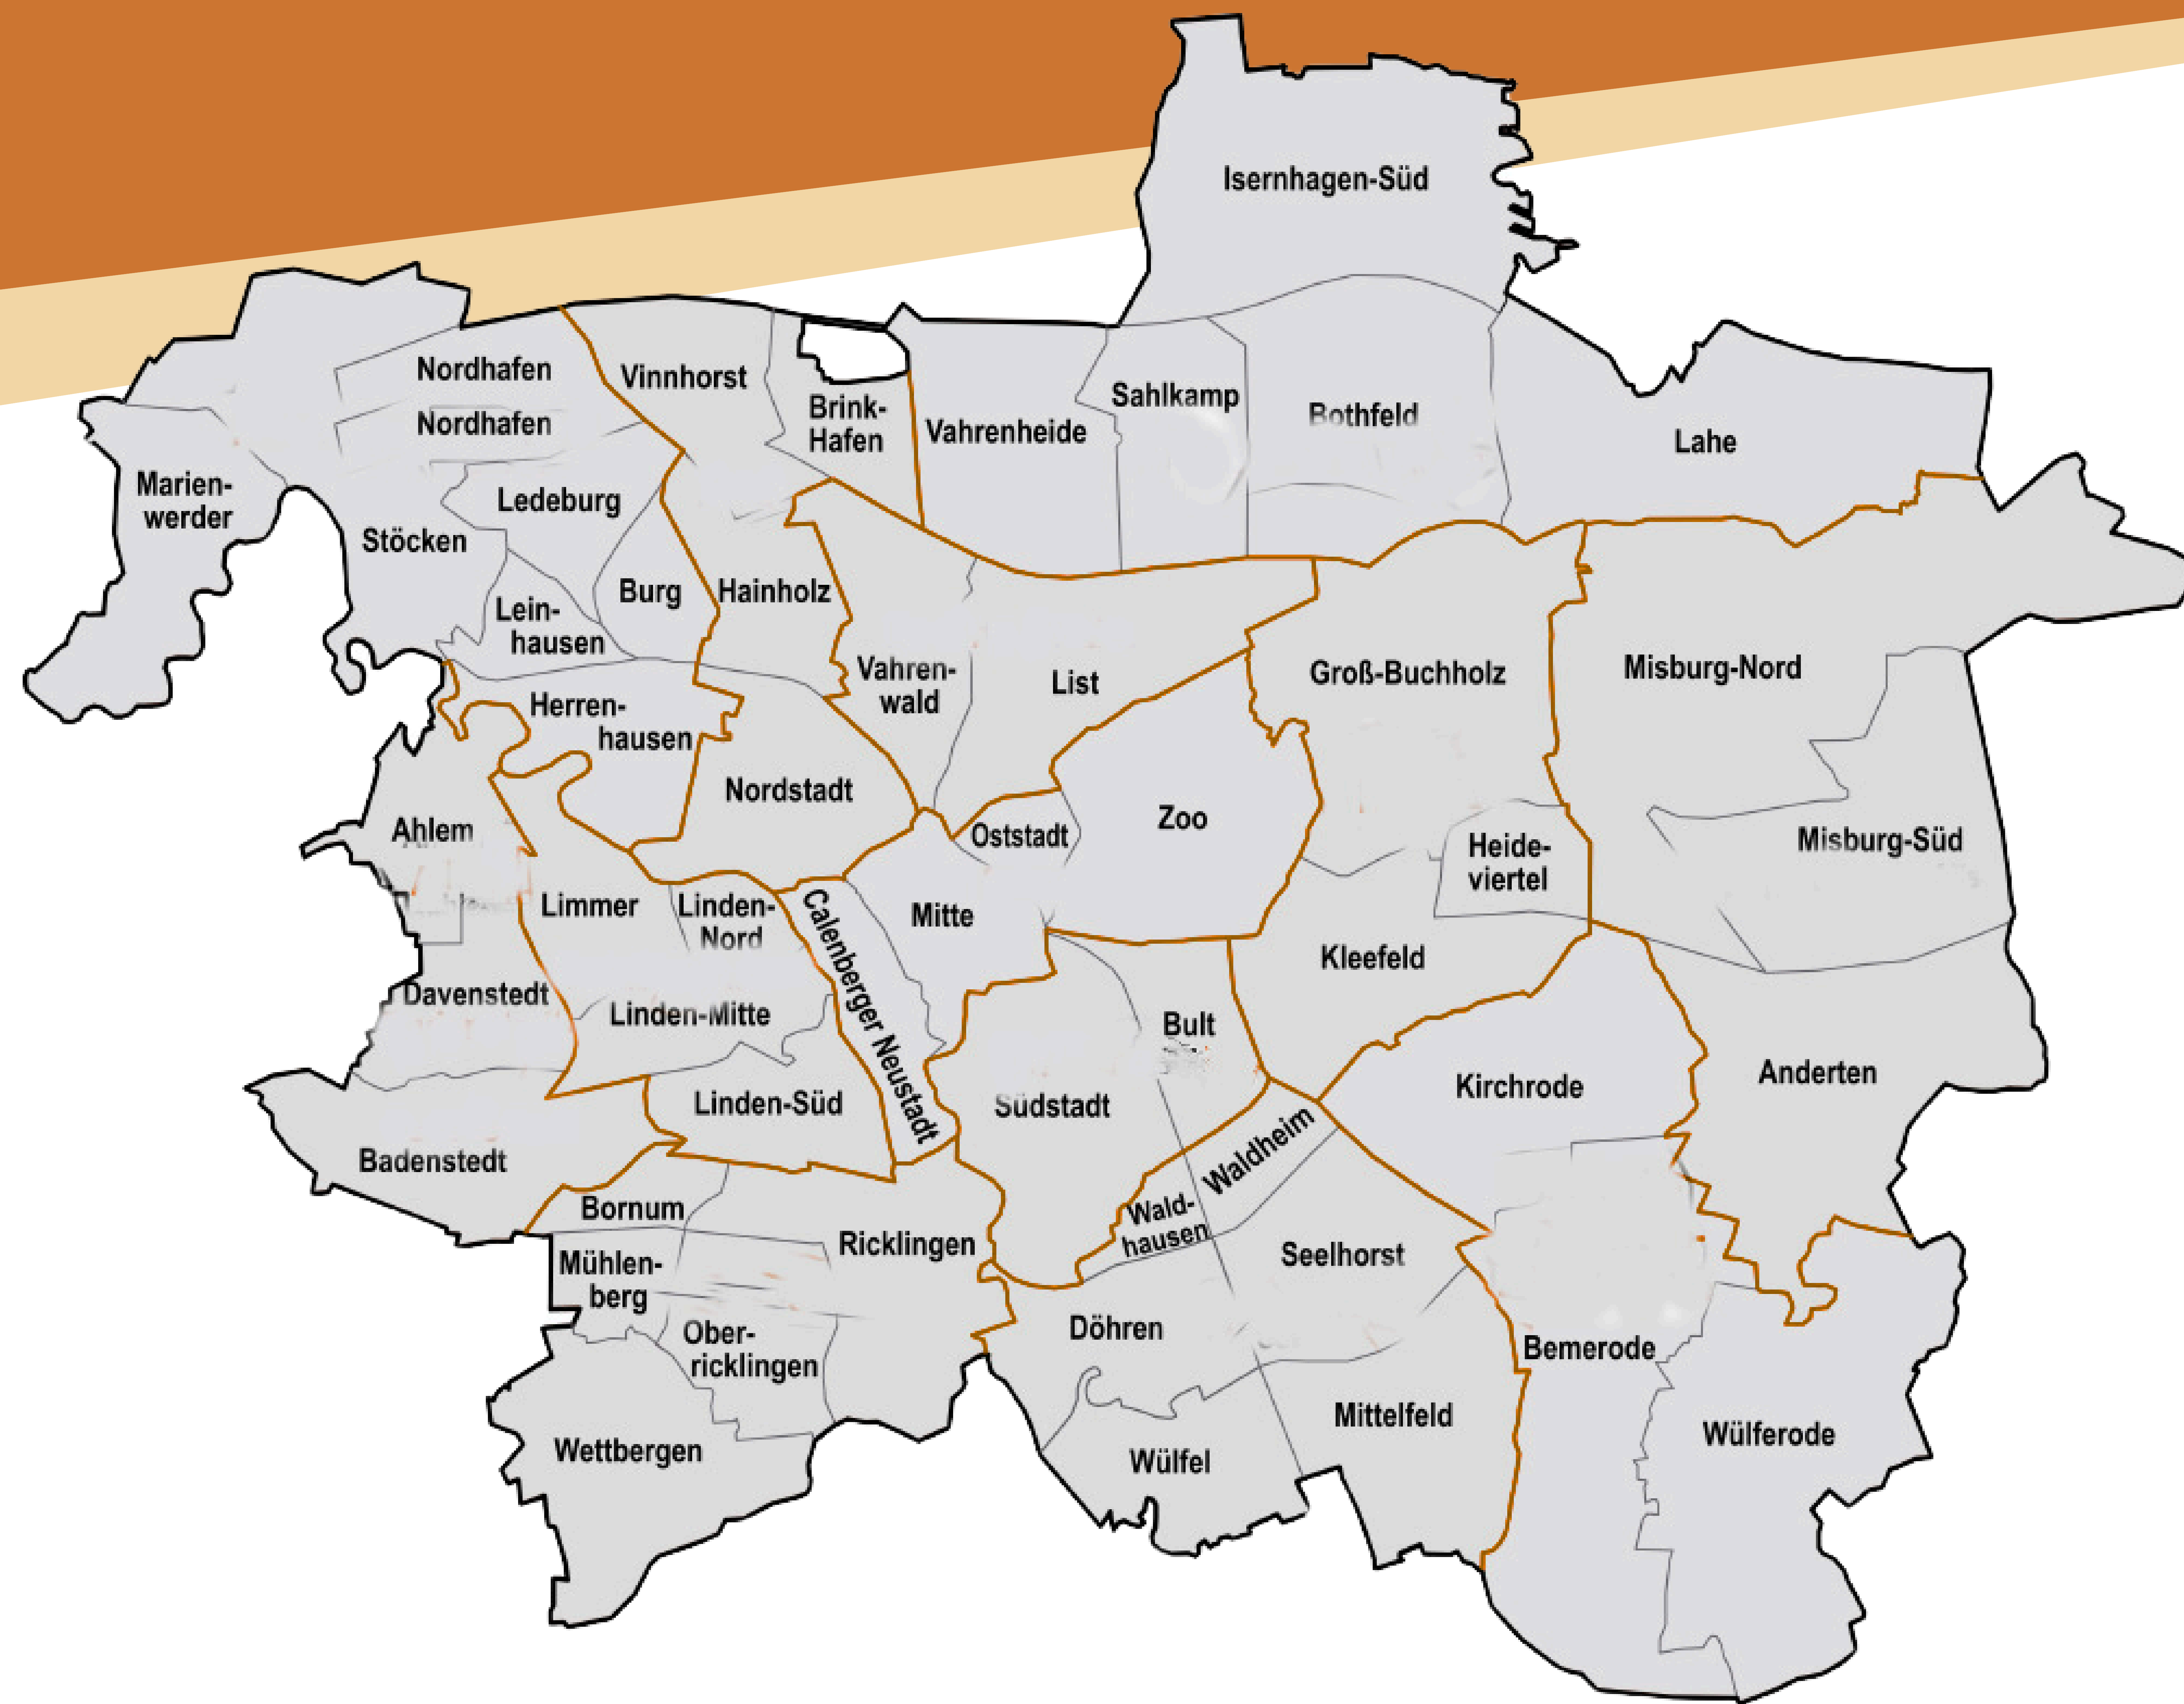 Isernhagen-Süd
Nordhafen
Vinnhorst
Sahlkamp
Brink-
Hafen
Bothfeld
Nordhafen
Vahrenheide
Lahe
Marien-
werder
Ledeburg
Stöcken
Burg
Hainholz
Lein-
hausen
Vahren-
wald
List
Groß-Buchholz
Misburg-Nord
Herren-
hausen
Nordstadt
Zoo
Ahlem
Oststadt
Misburg-Süd
Heide-
viertel
Limmer
Linden-
Nord
Calenberger Neustadt
Mitte
Kleefeld
Davenstedt
Linden-Mitte
Bult
Anderten
Kirchrode
Linden-Süd
Südstadt
Badenstedt
Waldheim
Bornum
Wald-
hausen
Ricklingen
Seelhorst
Mühlen-
berg
Ober-
ricklingen
Döhren
Bemerode
Mittelfeld
Wülferode
Wettbergen
Wülfel